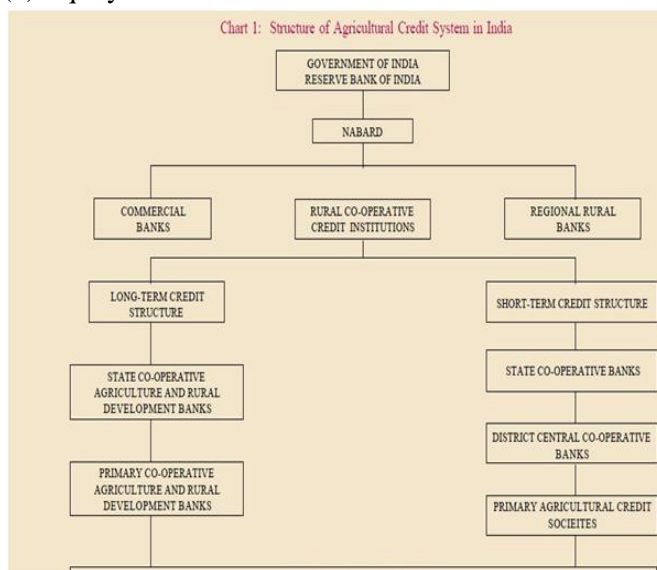 Chart 1: Structure of Agricultural Credit System in India
GOVERNMENT OF INDIA
RESERVE BANK OF INDIA
NABARD
COMMERCIAL
BANKS
RURAL CO-OPERATIVE
CREDIT INSTITUTIONS
REGIONAL RURAL
BANKS
LONG-TERM CREDIT
STRUCTURE
SHORT-TERM CREDIT STRUCTURE
STATE CO-OPERATIVE
AGRICULTURE AND RURAL
DEVELOPMENT BANKS
STATE CO-OPERATIVE BANKS
DISTRICT CENTRAL CO-OPERATIVE
BANKS
PRIMARY CO-OPERATIVE
AGRICULTURE AND RURAL
DEVELOPMENT BANKS
PRIMARY AGRICULTURAL CREDIT
SOCIEITES